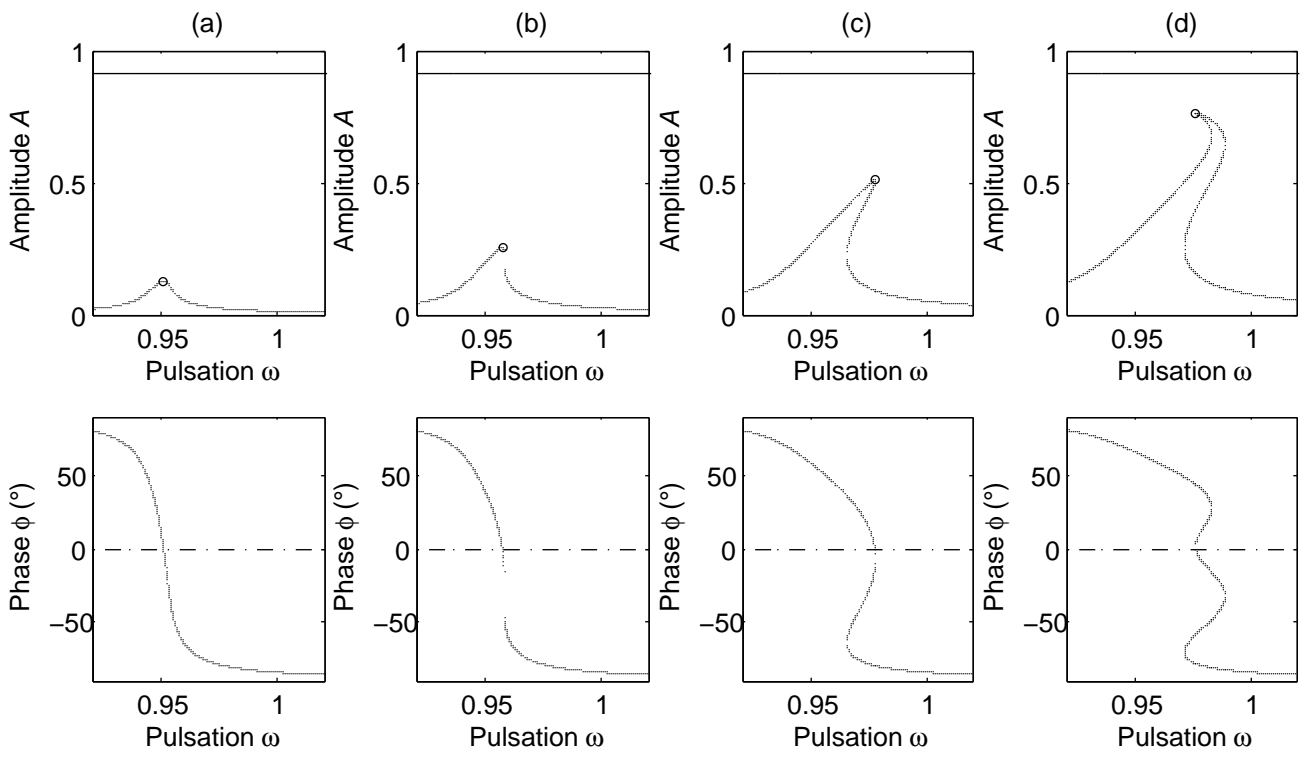 (a) (b) (c) (d)
1 1 1 1
Amplitude A Amplitude A Amplitude A Amplitude A
0.5 0.5 0.5 0.5
0 0 0 0
0.95 1 0.95 1 0.95 1 0.95 1
Pulsation ω Pulsation ω Pulsation ω Pulsation ω
50 50 50 50
Phase ϕ (°) Phase ϕ (°) Phase ϕ (°) Phase ϕ (°)
0 0 0 0
−50 −50 −50 −50
0.95 1 0.95 1 0.95 1 0.95 1
Pulsation ω Pulsation ω Pulsation ω Pulsation ω